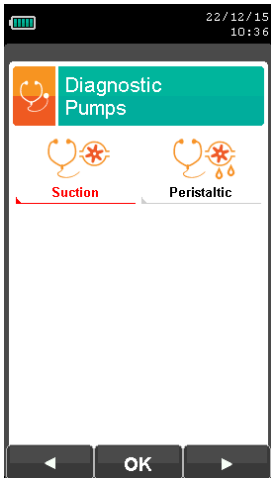 22/12/15
10:36
Diagnostic
Pumps
Suction Peristaltic
OK